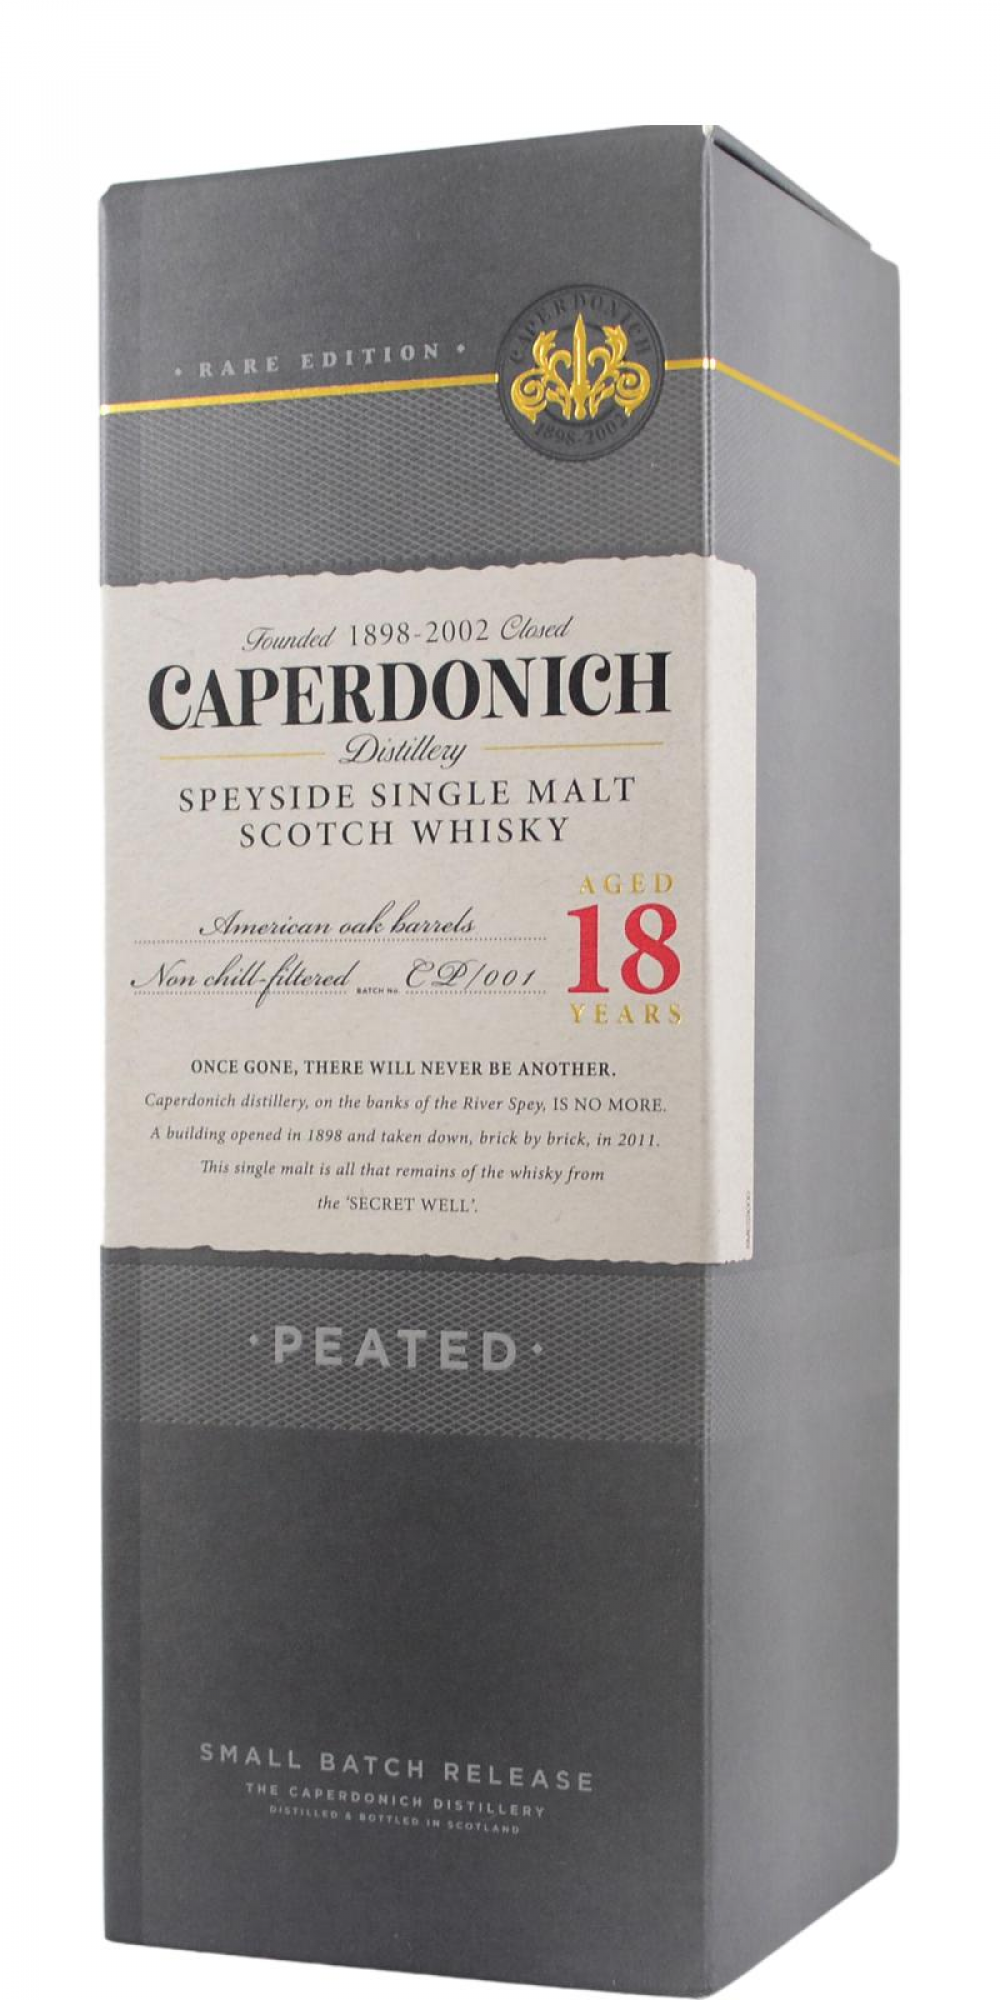 · RARE EDITION ·
CAPERDONICH
1898-2002
Founded 1898-2002 Closed
CAPERDONICH
Distillery
SPEYSIDE SINGLE MALT
SCOTCH WHISKY
AGED
18
YEARS
American oak barrels
Non chill-filtered BATCH No. CP/001
ONCE GONE, THERE WILL NEVER BE ANOTHER.
Caperdonich distillery, on the banks of the River Spey, IS NO MORE.
A building opened in 1898 and taken down, brick by brick, in 2011.
This single malt is all that remains of the whisky from
the ‘SECRET WELL’.
· PEATED ·
SMALL BATCH RELEASE
THE CAPERDONICH DISTILLERY
DISTILLED & BOTTLED IN SCOTLAND